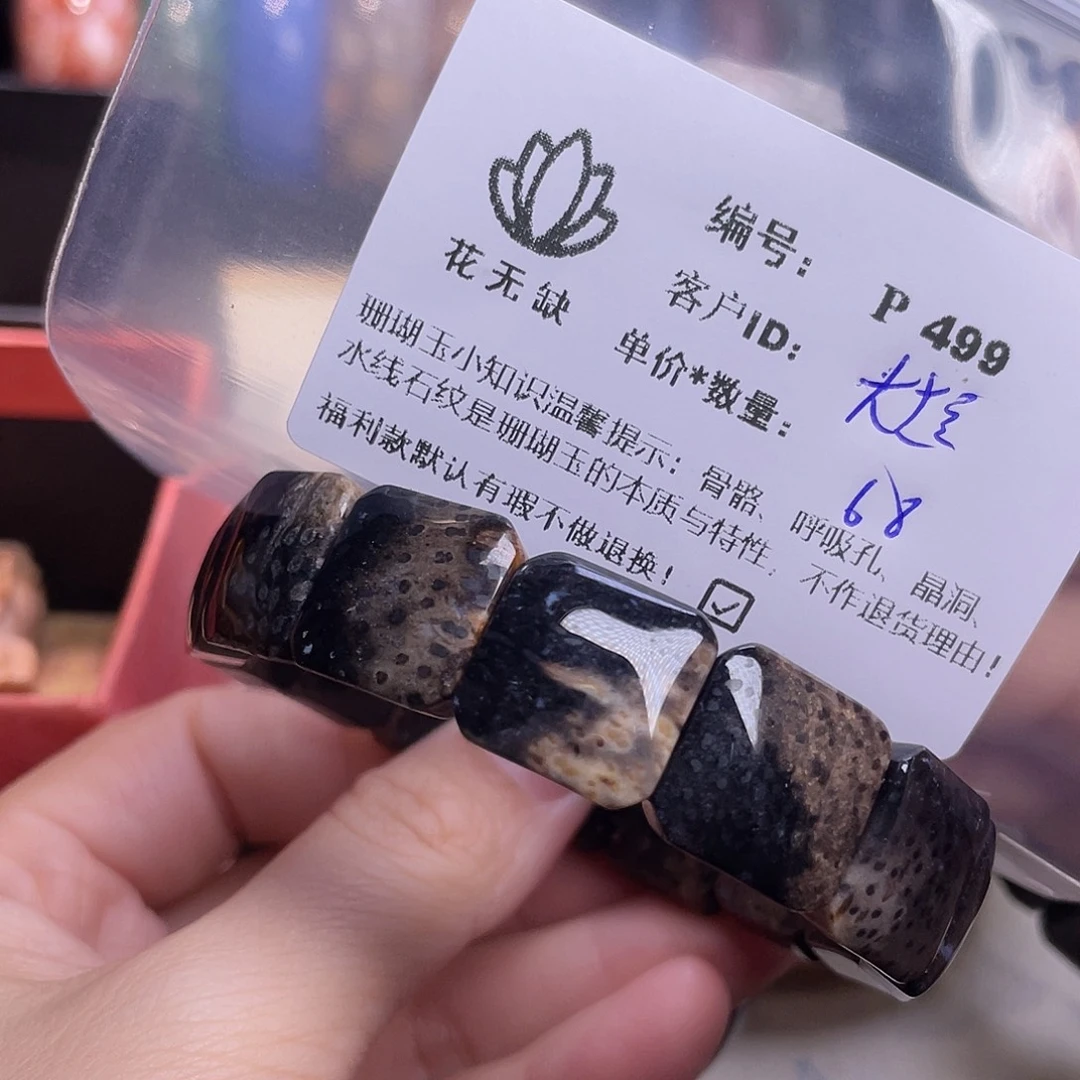 花无缺
编号: P 499
客户ID:
单价*数量: 68
珊瑚玉小知识温馨提示: 骨骼、呼吸孔、晶洞、
水线石纹是珊瑚玉的本质与特性, 不作退货理由!
福利款默认有瑕不做退换! ☑